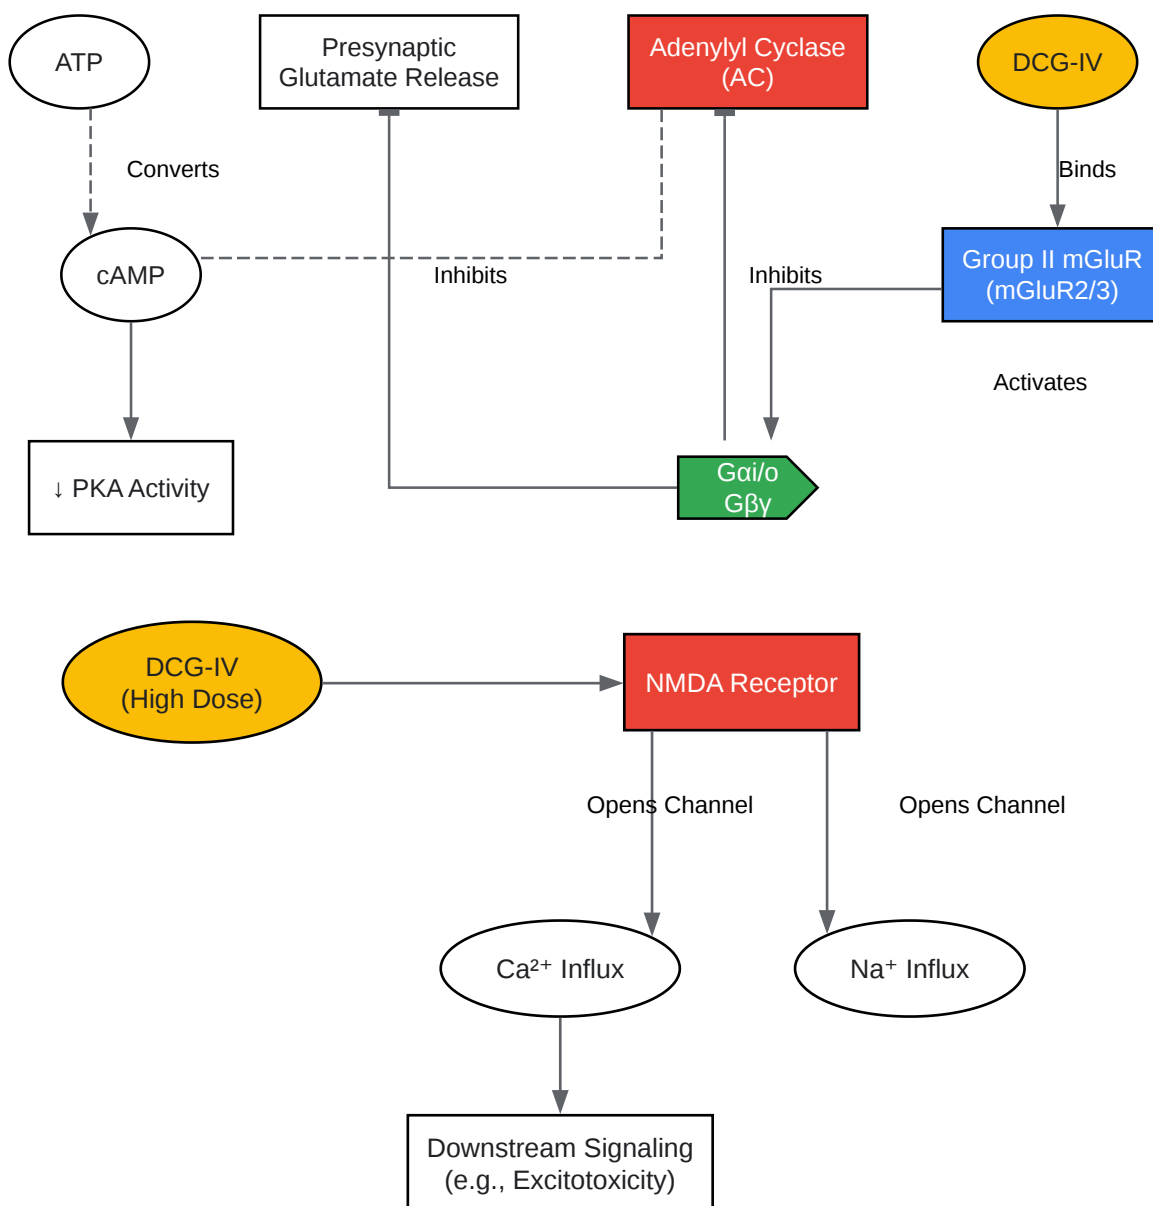 ATP
Presynaptic
Glutamate Release
Adenylyl Cyclase
(AC)
DCG-IV
Converts
Binds
cAMP
Inhibits
Inhibits
Group II mGluR
(mGluR2/3)
Activates
↓ PKA Activity
Gαi/o
Gβγ
DCG-IV
(High Dose)
NMDA Receptor
Opens Channel
Opens Channel
Ca²⁺ Influx
Na⁺ Influx
Downstream Signaling
(e.g., Excitotoxicity)